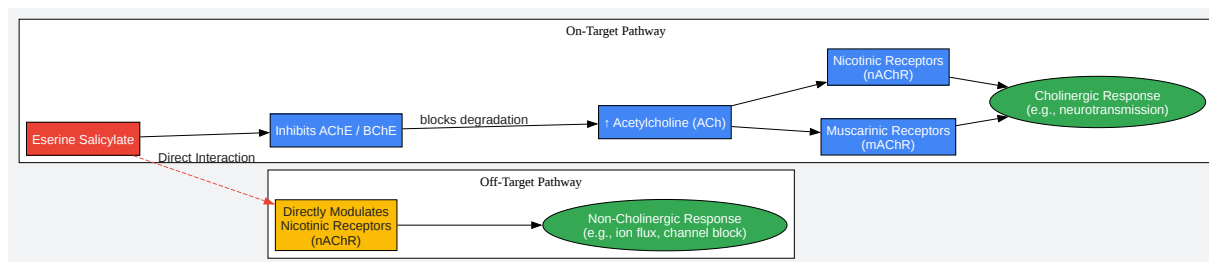 On-Target Pathway
Nicotinic Receptors
(nAChR)
Cholinergic Response
(e.g., neurotransmission)
Eserine Salicylate
Inhibits AChE / BChE
blocks degradation
↑ Acetylcholine (ACh)
Muscarinic Receptors
(mAChR)
Direct Interaction
Off-Target Pathway
Directly Modulates
Nicotinic Receptors
(nAChR)
Non-Cholinergic Response
(e.g., ion flux, channel block)